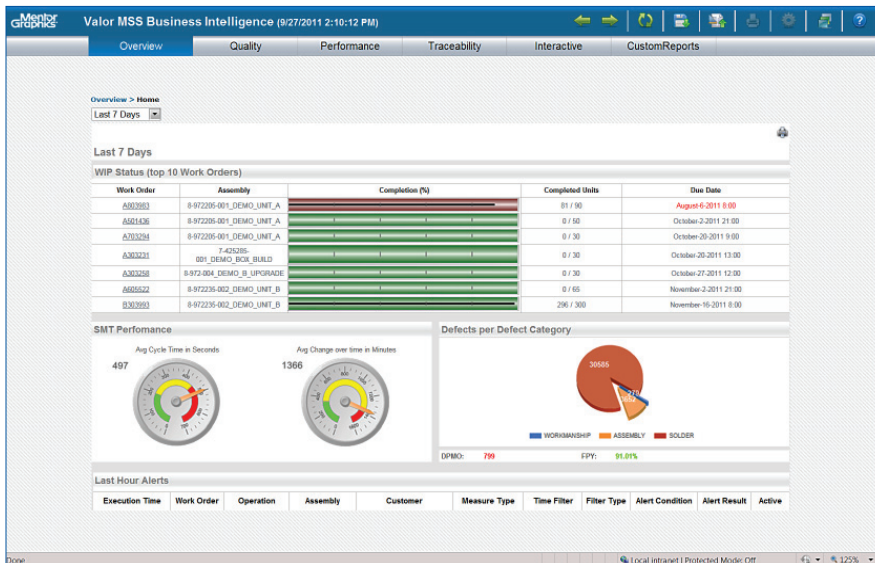 Mentor Graphics
Valor MSS Business Intelligence (9/27/2011 2:10:12 PM)
Overview Quality Performance Traceability Interactive CustomReports
Overview > Home
Last 7 Days
Last 7 Days
WIP Status (top 10 Work Orders)
Work Order Assembly Completion (%) Completed Units Due Date
A803983 8-972205-001_DEMO_UNIT_A 81 / 90 August-6-2011 8:00
A501436 8-972205-001_DEMO_UNIT_A 0 / 50 October-2-2011 21:00
A703294 8-972205-001_DEMO_UNIT_A 0 / 30 October-20-2011 9:00
A303231 7-425205-001_DEMO_BOX_BUILD 0 / 30 October-20-2011 13:00
A303258 8-972-004_DEMO_B_UPGRADE 0 / 30 October-27-2011 12:00
A605522 8-972235-002_DEMO_UNIT_B 0 / 65 November-2-2011 21:00
B303993 8-972235-002_DEMO_UNIT_B 296 / 300 November-16-2011 8:00
SMT Perfomance
Defects per Defect Category
Avg Cycle Time in Seconds
Avg Change over time in Minutes
497
1366
30585
WORKMANSHIP ASSEMBLY SOLDER
DPMO: 799 FPY: 91.01%
Last Hour Alerts
Execution Time Work Order Operation Assembly Customer Measure Type Time Filter Filter Type Alert Condition Alert Result Active
Done
Local intranet | Protected Mode: Off
125%